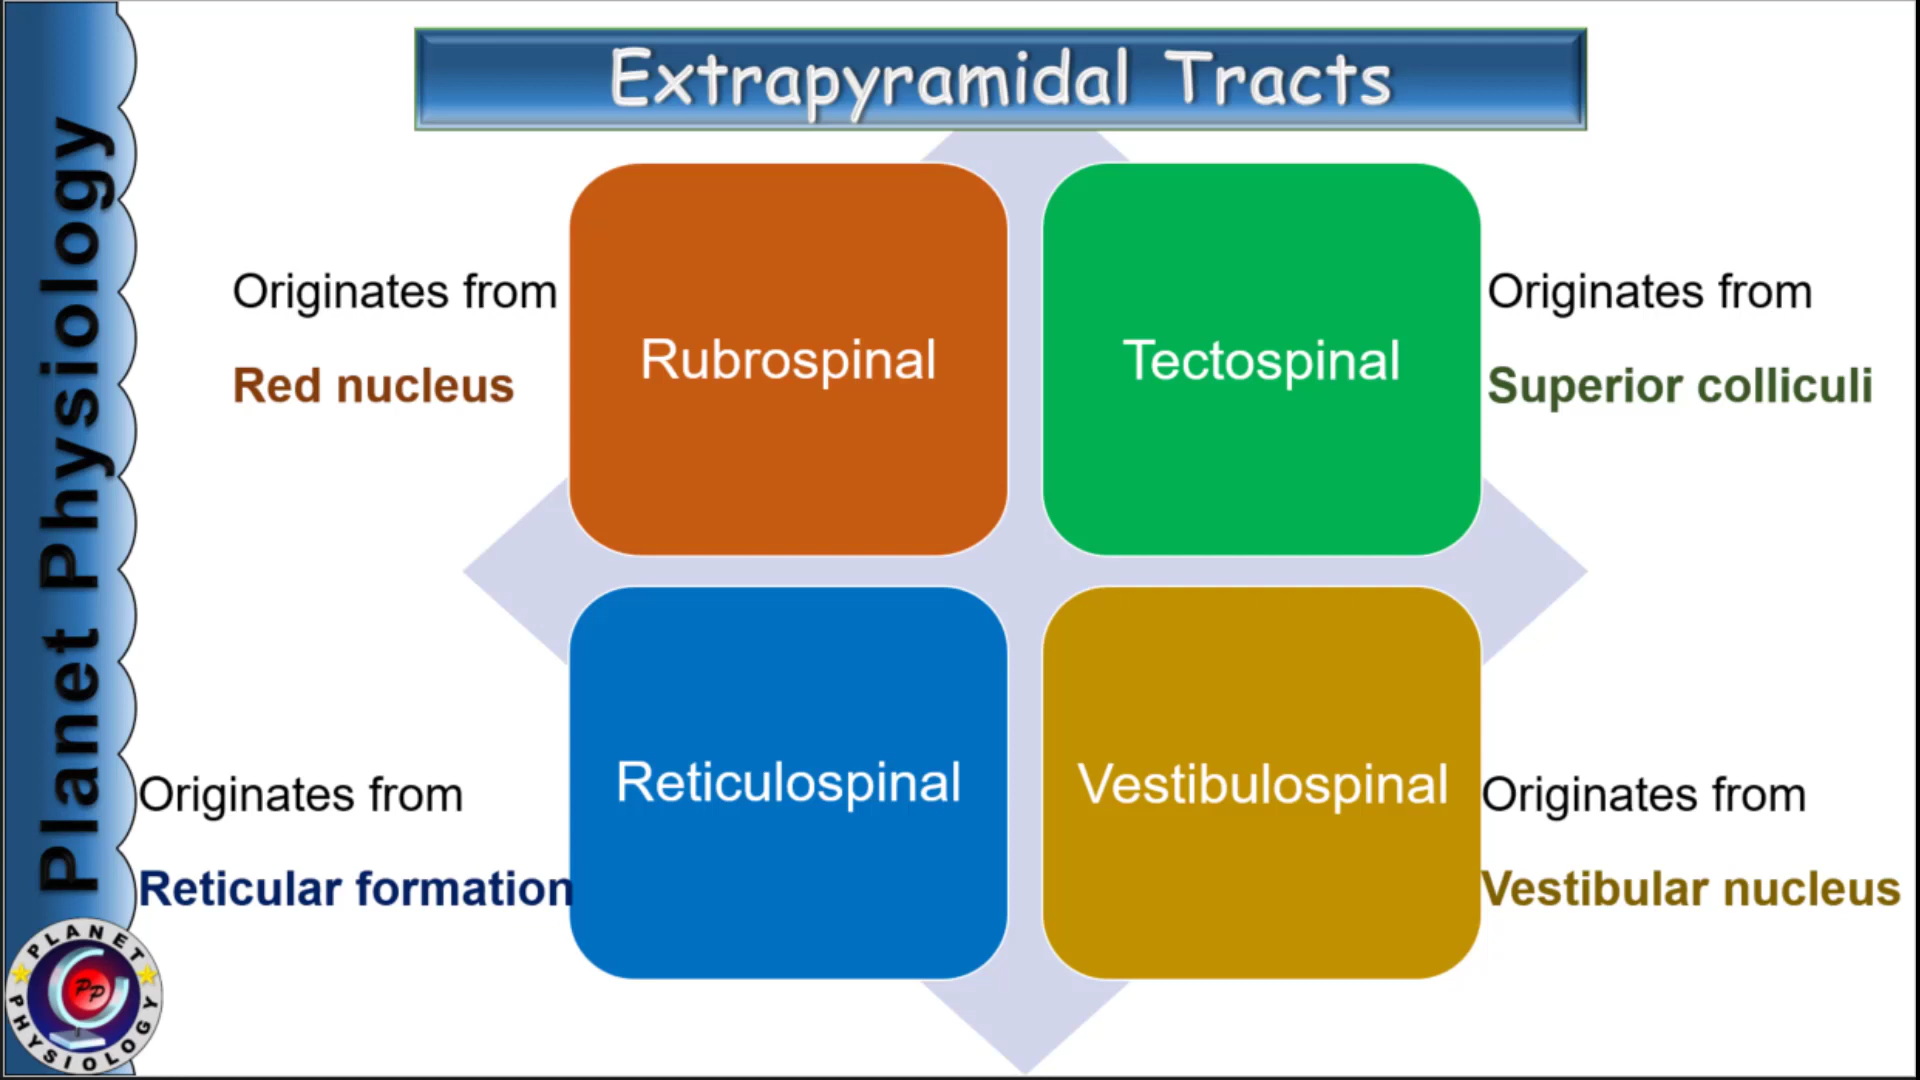 Extrapyramidal Tracts
Planet Physiology
Originates from
Red nucleus
Rubrospinal
Tectospinal
Originates from
Superior colliculi
Originates from
Reticular formation
Reticulospinal
Vestibulospinal
Originates from
Vestibular nucleus
PLANET
PP
PHYSIOLOGY